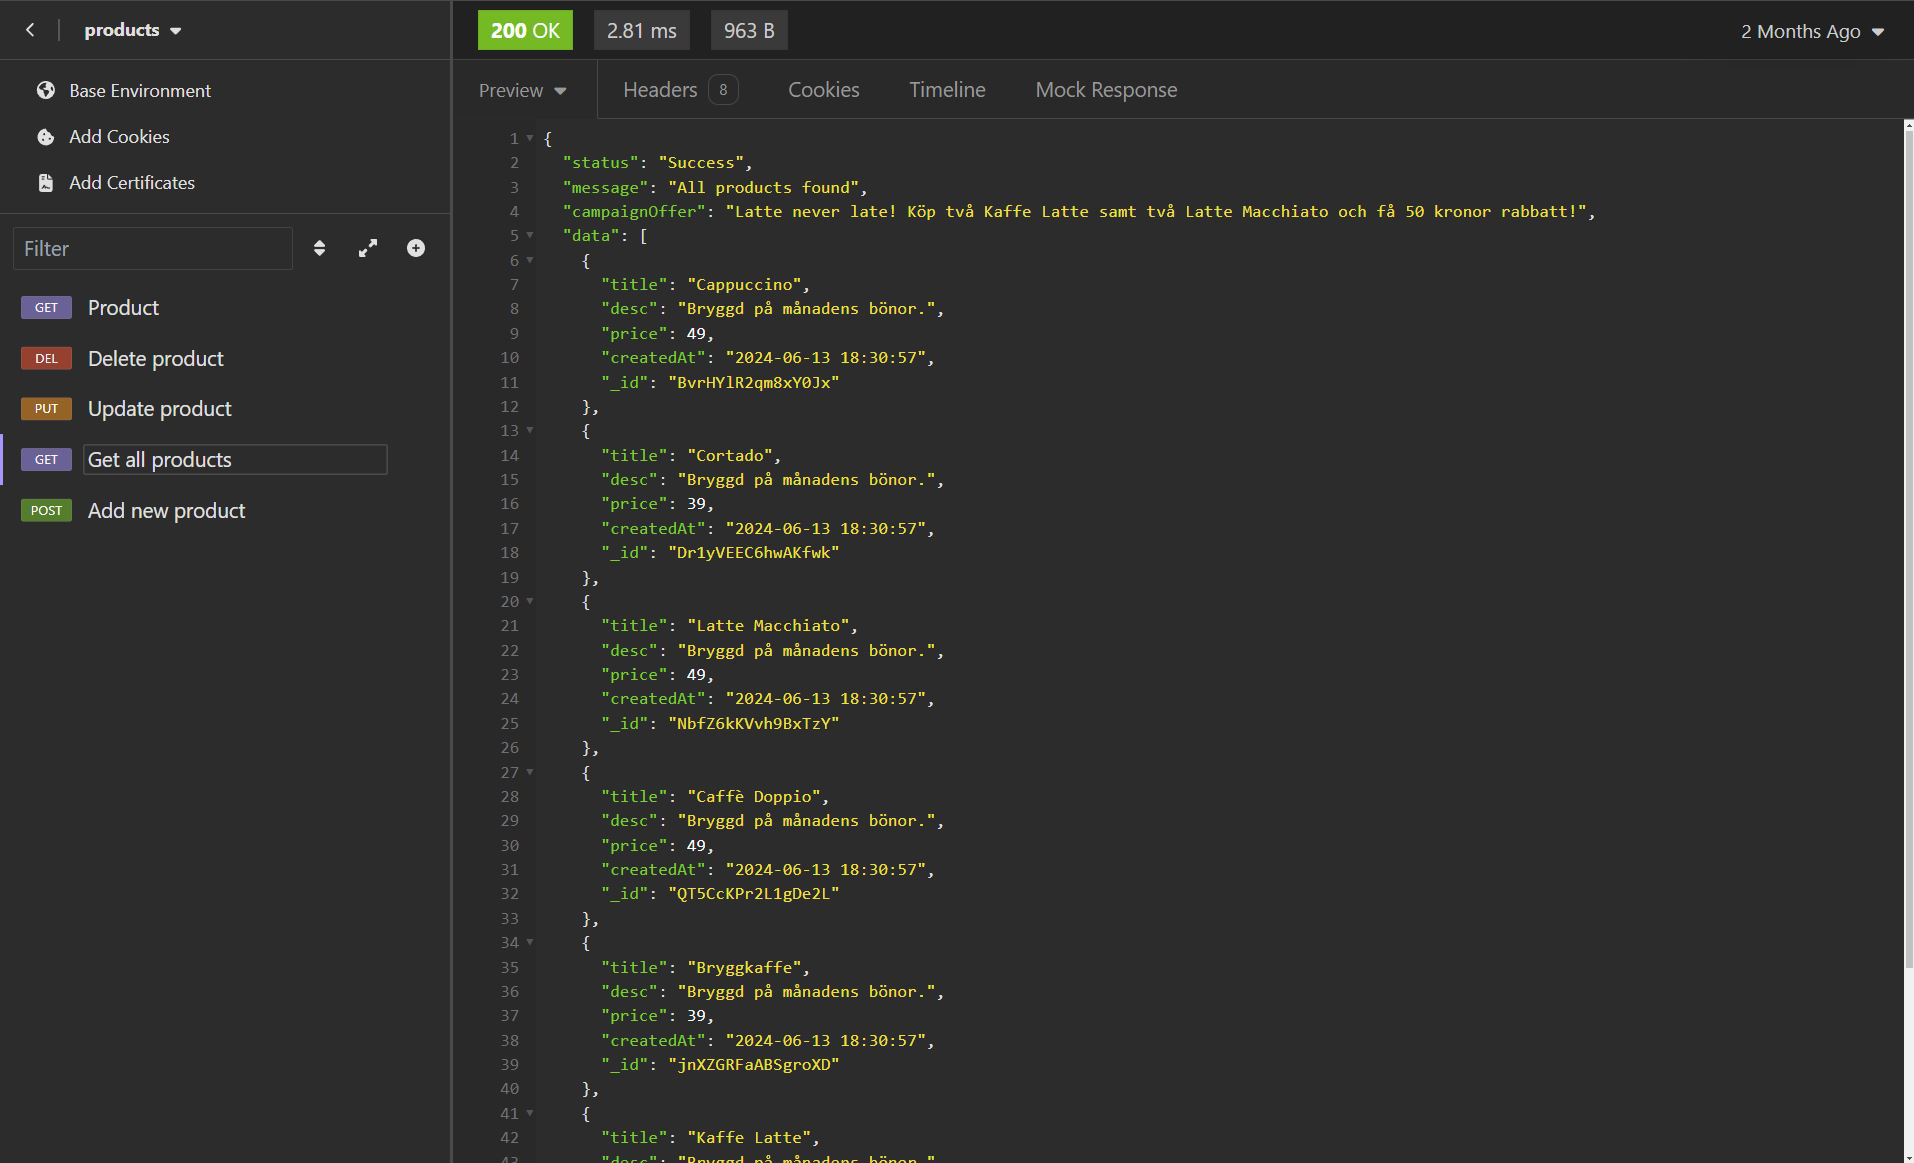 products
Base Environment
Add Cookies
Add Certificates
Filter
GET Product
DEL Delete product
PUT Update product
GET Get all products
POST Add new product
200 OK 2.81 ms 963 B 2 Months Ago
Preview Headers 8 Cookies Timeline Mock Response
1 {
2 "status": "Success",
3 "message": "All products found",
4 "campaignOffer": "Latte never late! Köp två Kaffe Latte samt två Latte Macchiato och få 50 kronor rabbatt!",
5 "data": [
6 {
7 "title": "Cappuccino",
8 "desc": "Bryggd på månadens bönor.",
9 "price": 49,
10 "createdAt": "2024-06-13 18:30:57",
11 "_id": "BvrHYlR2qm8xY0Jx"
12 },
13 {
14 "title": "Cortado",
15 "desc": "Bryggd på månadens bönor.",
16 "price": 39,
17 "createdAt": "2024-06-13 18:30:57",
18 "_id": "Dr1yVEEC6hwAKfwk"
19 },
20 {
21 "title": "Latte Macchiato",
22 "desc": "Bryggd på månadens bönor.",
23 "price": 49,
24 "createdAt": "2024-06-13 18:30:57",
25 "_id": "NbfZ6kKVvh9BxTzY"
26 },
27 {
28 "title": "Caffè Doppio",
29 "desc": "Bryggd på månadens bönor.",
30 "price": 49,
31 "createdAt": "2024-06-13 18:30:57",
32 "_id": "QT5CcKPr2L1gDe2L"
33 },
34 {
35 "title": "Bryggkaffe",
36 "desc": "Bryggd på månadens bönor.",
37 "price": 39,
38 "createdAt": "2024-06-13 18:30:57",
39 "_id": "jnXZGRFaABSgroXD"
40 },
41 {
42 "title": "Kaffe Latte",
43 "desc": "Bryggd på månadens bönor."